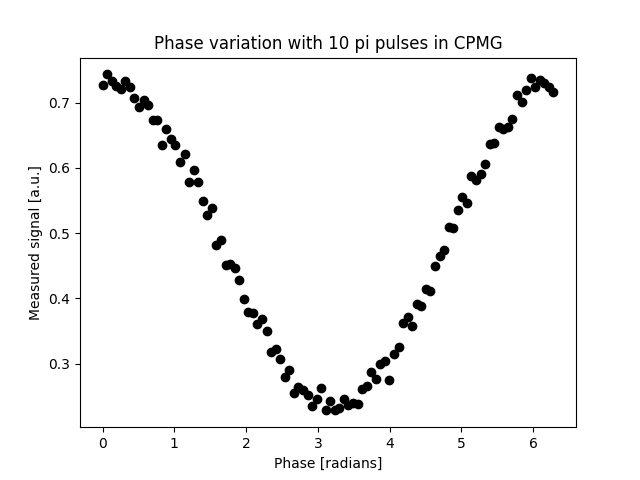 Phase variation with 10 pi pulses in CPMG
Measured signal [a.u.]
0.7
0.6
0.5
0.4
0.3
0 1 2 3 4 5 6
Phase [radians]